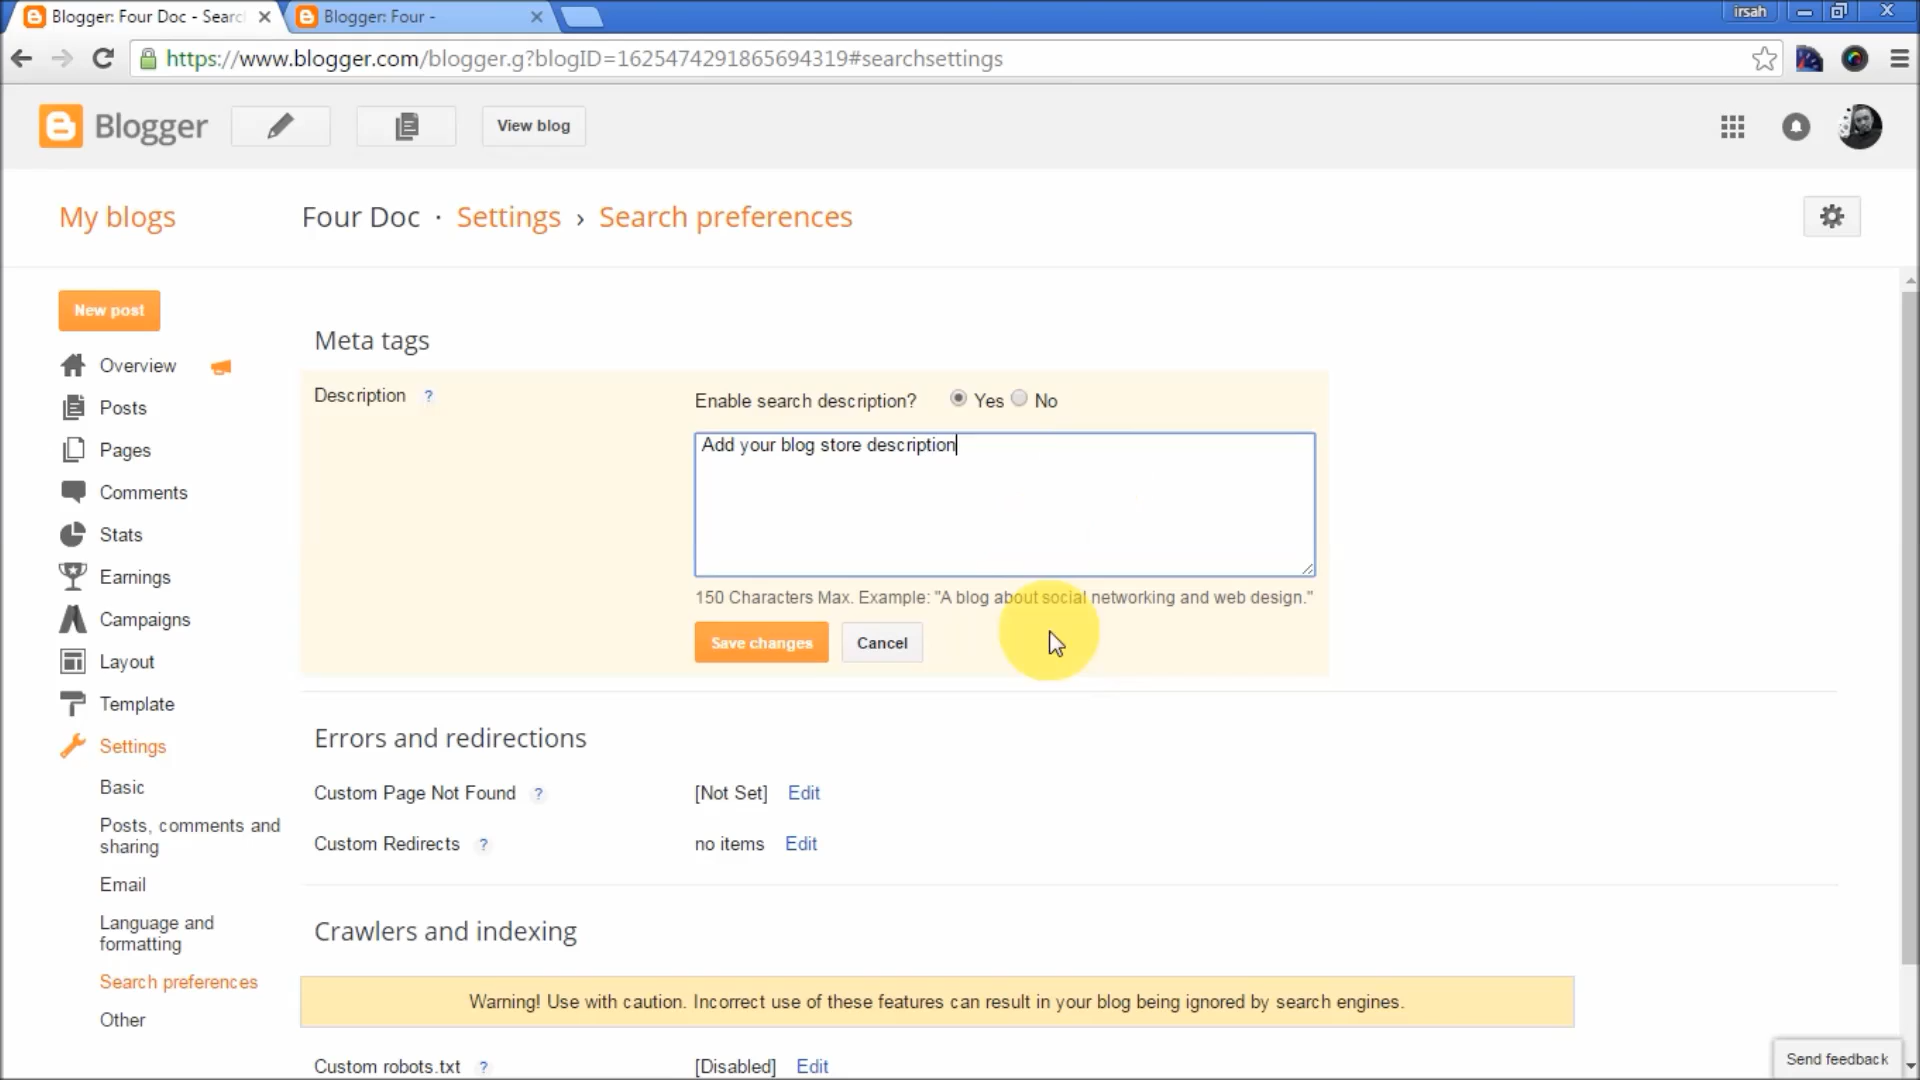 Blogger: Four Doc - Searc
Blogger: Four -
irsah
https://www.blogger.com/blogger.g?blogID=1625474291865694319#searchsettings
Blogger
View blog
My blogs
Four Doc · Settings › Search preferences
New post
Overview
Posts
Pages
Comments
Stats
Earnings
Campaigns
Layout
Template
Settings
Basic
Posts, comments and
sharing
Email
Language and
formatting
Search preferences
Other
Meta tags
Description ?
Enable search description? Yes No
Add your blog store description
150 Characters Max. Example: "A blog about social networking and web design."
Save changes
Cancel
Errors and redirections
Custom Page Not Found ? [Not Set] Edit
Custom Redirects ? no items Edit
Crawlers and indexing
Warning! Use with caution. Incorrect use of these features can result in your blog being ignored by search engines.
Custom robots.txt ? [Disabled] Edit
Send feedback